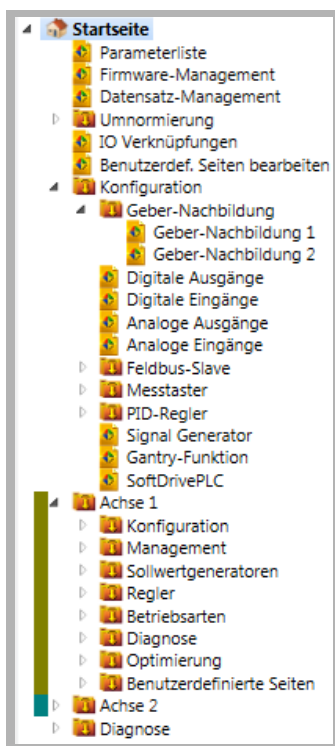 Startseite
Parameterliste
Firmware-Management
Datensatz-Management
Umnormierung
IO Verknüpfungen
Benutzerdef. Seiten bearbeiten
Konfiguration
Geber-Nachbildung
Geber-Nachbildung 1
Geber-Nachbildung 2
Digitale Ausgänge
Digitale Eingänge
Analoge Ausgänge
Analoge Eingänge
Feldbus-Slave
Messtaster
PID-Regler
Signal Generator
Gantry-Funktion
SoftDrivePLC
Achse 1
Konfiguration
Management
Sollwertgeneratoren
Regler
Betriebsarten
Diagnose
Optimierung
Benutzerdefinierte Seiten
Achse 2
Diagnose